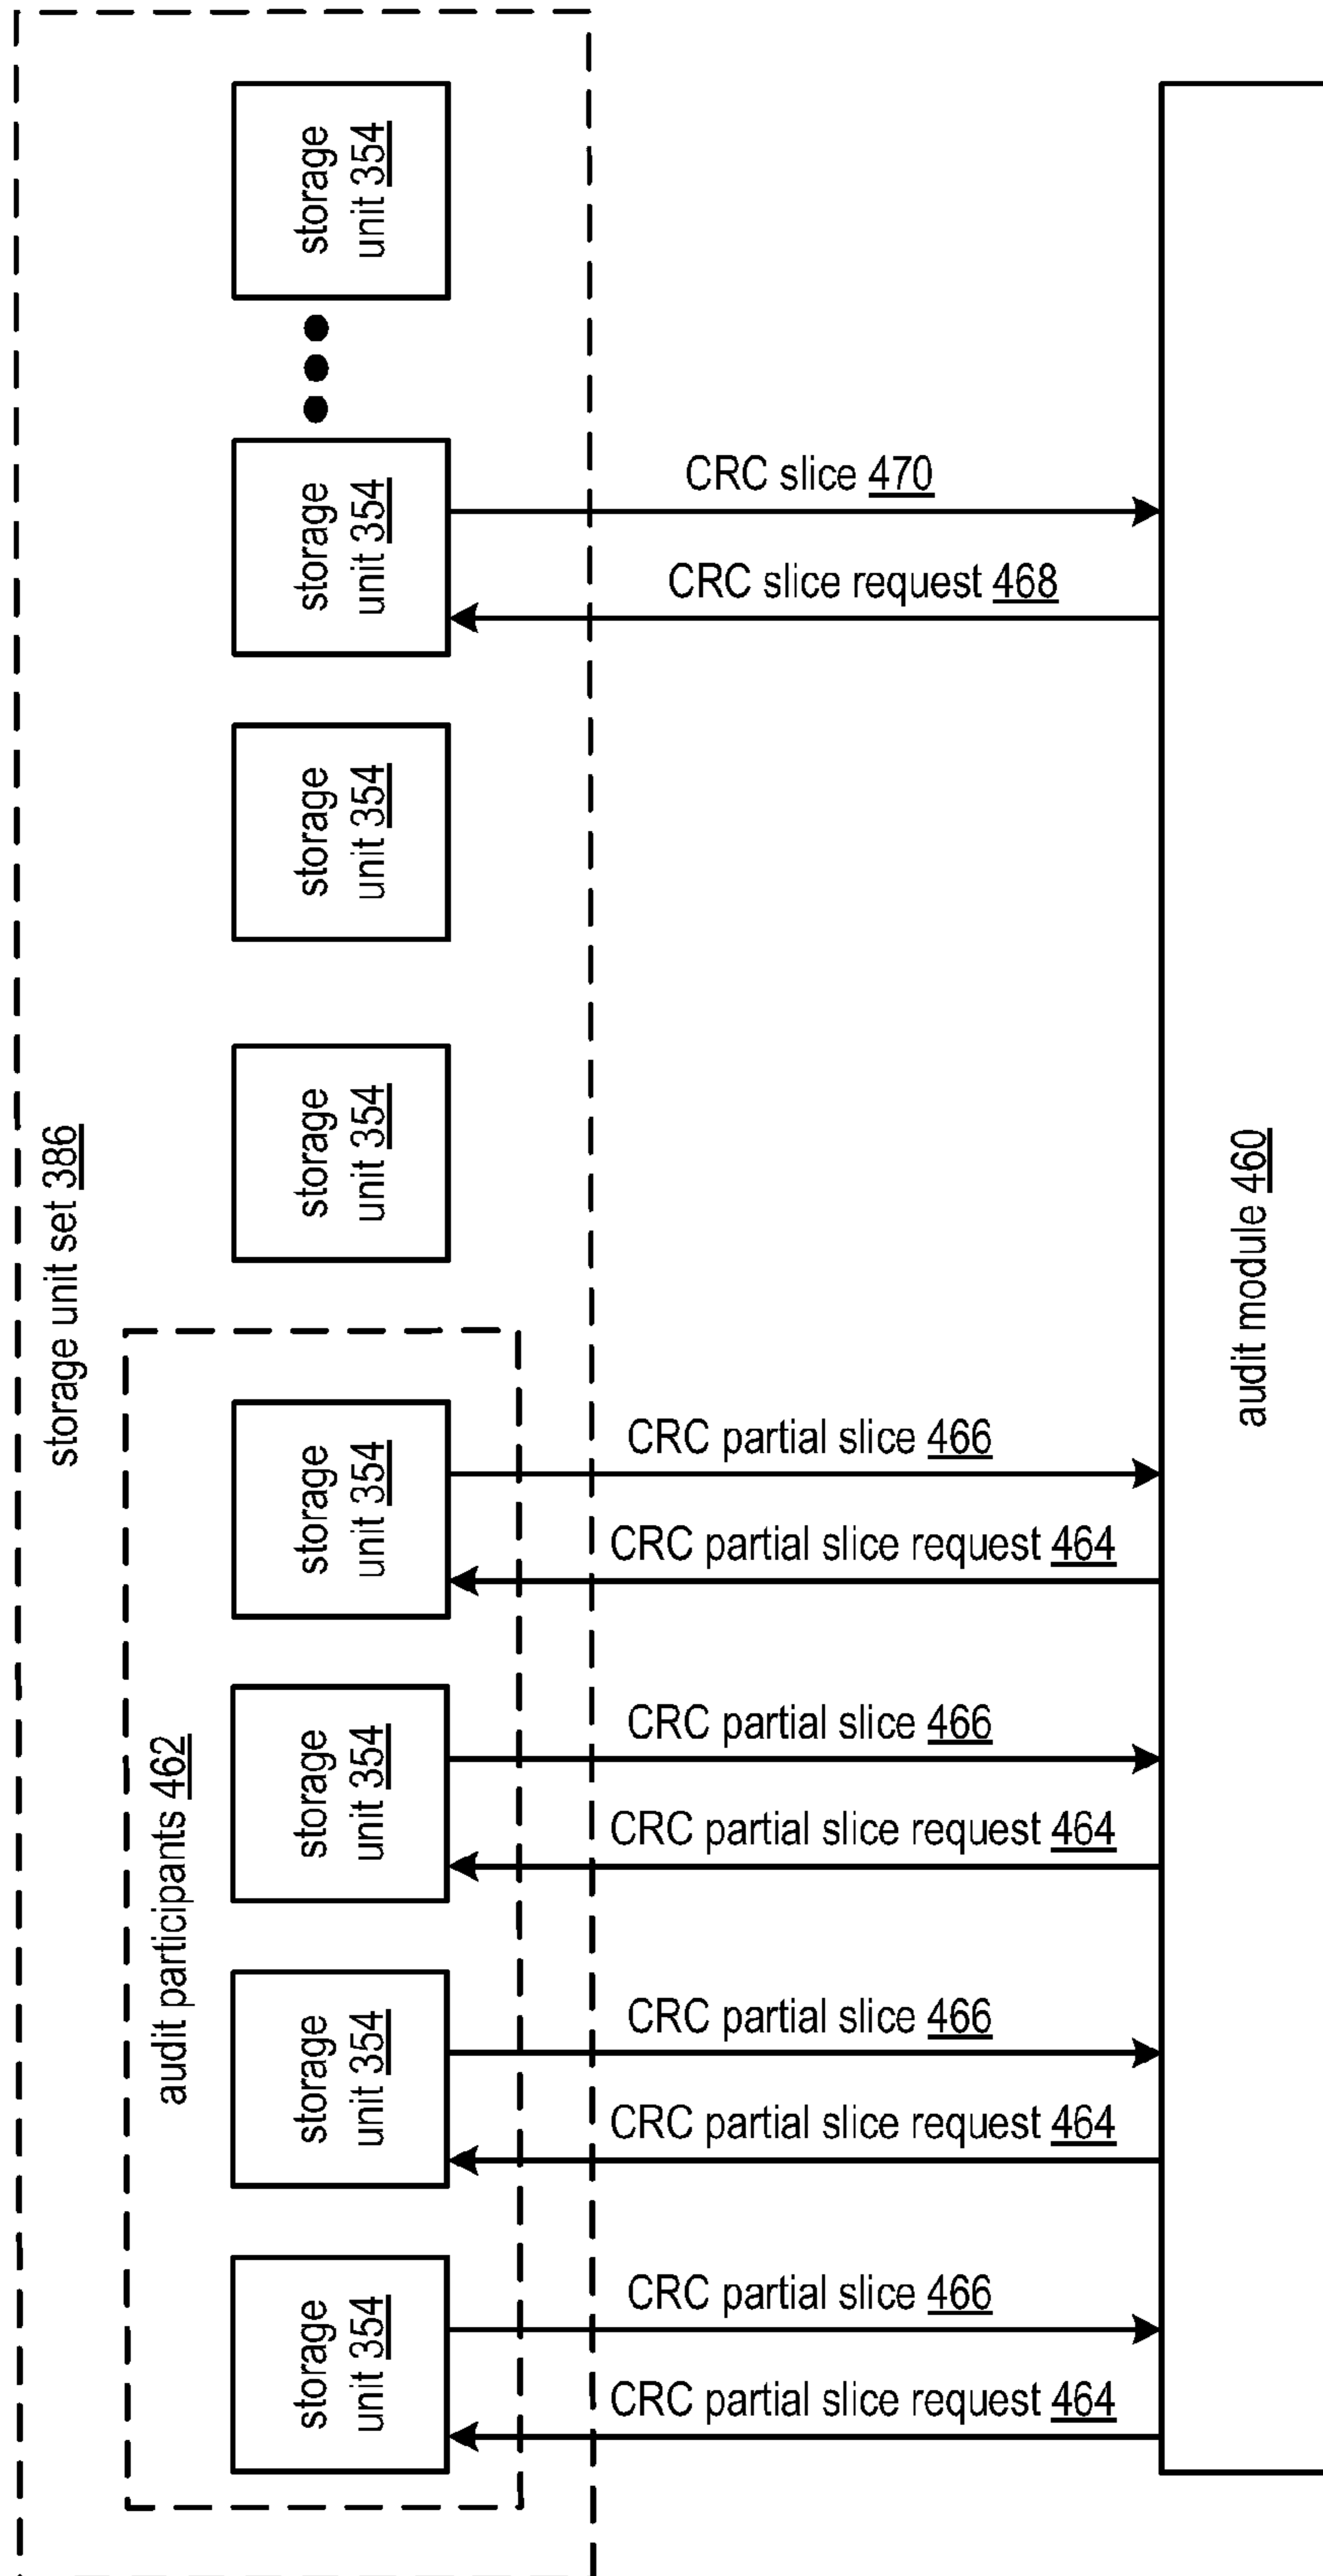 storage unit set 386
audit participants 462
storage
unit 354
storage
unit 354
storage
unit 354
storage
unit 354
storage
unit 354
storage
unit 354
storage
unit 354
storage
unit 354
CRC slice 470
CRC slice request 468
CRC partial slice 466
CRC partial slice request 464
CRC partial slice 466
CRC partial slice request 464
CRC partial slice 466
CRC partial slice request 464
CRC partial slice 466
CRC partial slice request 464
audit module 460